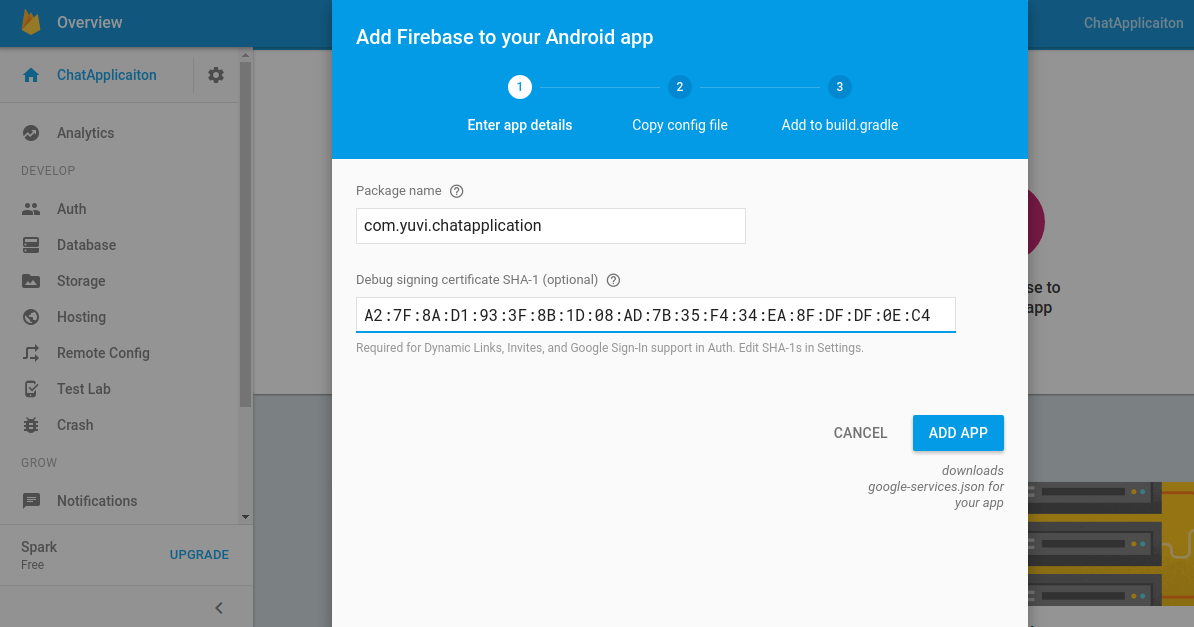 Overview
ChatApplicaiton
ChatApplicaiton
Analytics
DEVELOP
Auth
Database
Storage
Hosting
Remote Config
Test Lab
Crash
GROW
Notifications
Spark
Free
UPGRADE
Add Firebase to your Android app
1
2
3
Enter app details
Copy config file
Add to build.gradle
Package name
com.yuvi.chatapplication
Debug signing certificate SHA-1 (optional)
A2:7F:8A:D1:93:3F:8B:1D:08:AD:7B:35:F4:34:EA:8F:DF:DF:0E:C4
Required for Dynamic Links, Invites, and Google Sign-In support in Auth. Edit SHA-1s in Settings.
CANCEL
ADD APP
downloads
google-services.json for
your app
se to
app